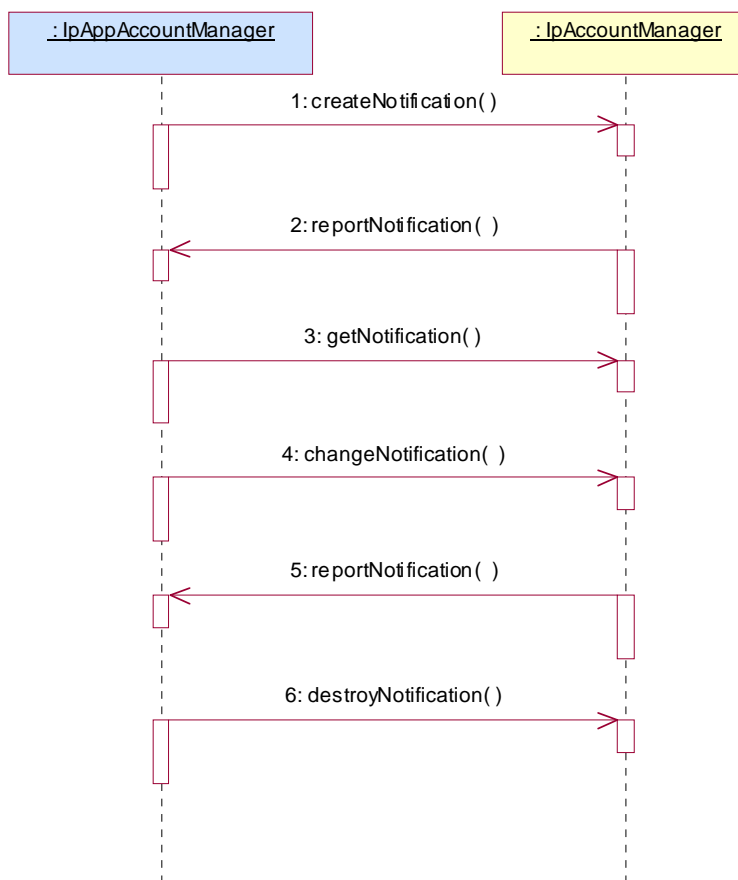 : IpAppAccountManager
: IpAccountManager
1: createNotification( )
2: reportNotification( )
3: getNotification( )
4: changeNotification( )
5: reportNotification( )
6: destroyNotification( )